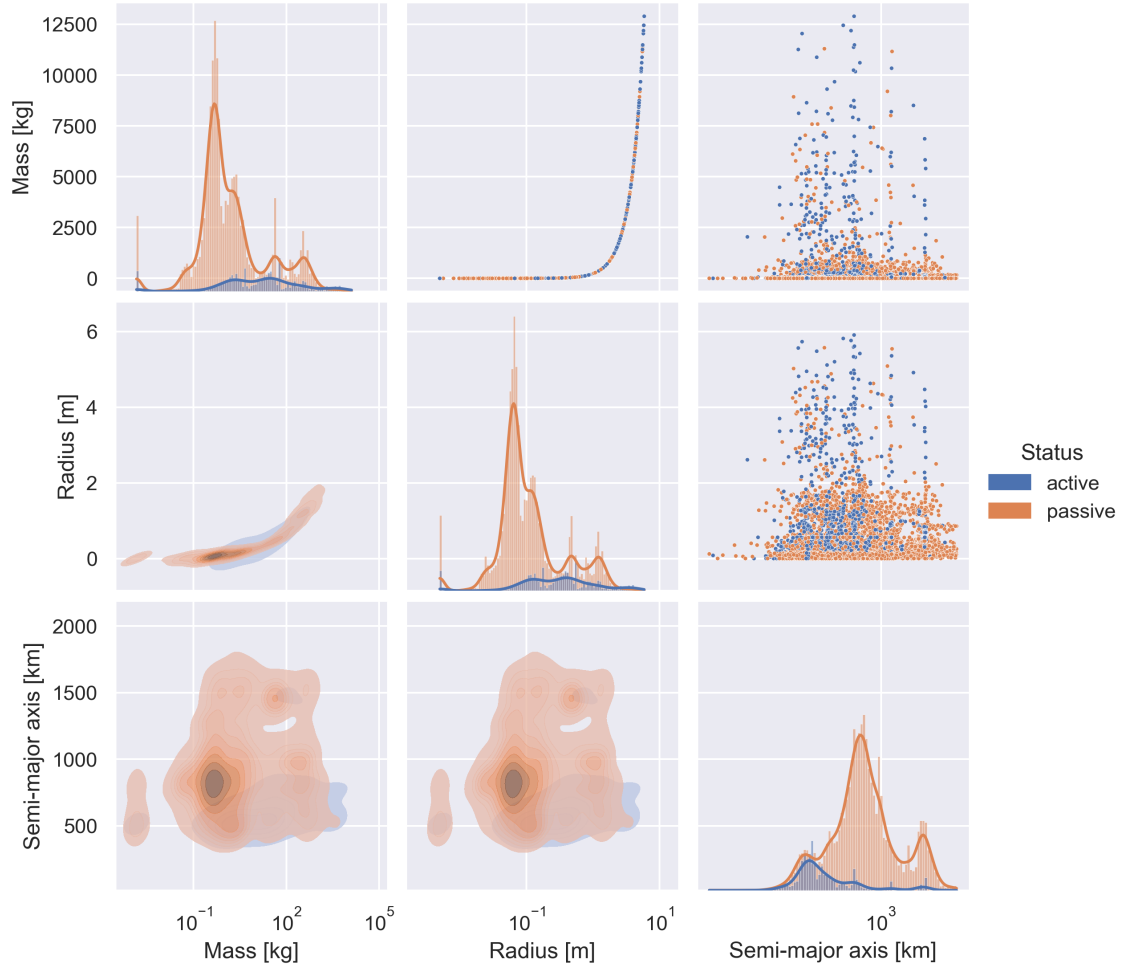 12500
10000
7500
5000
2500
0
Mass [kg]
6
4
2
0
Radius [m]
2000
1500
1000
500
Semi-major axis [km]
10⁻¹ 10² 10⁵
Mass [kg]
10⁻¹ 10¹
Radius [m]
10³
Semi-major axis [km]
Status
active
passive